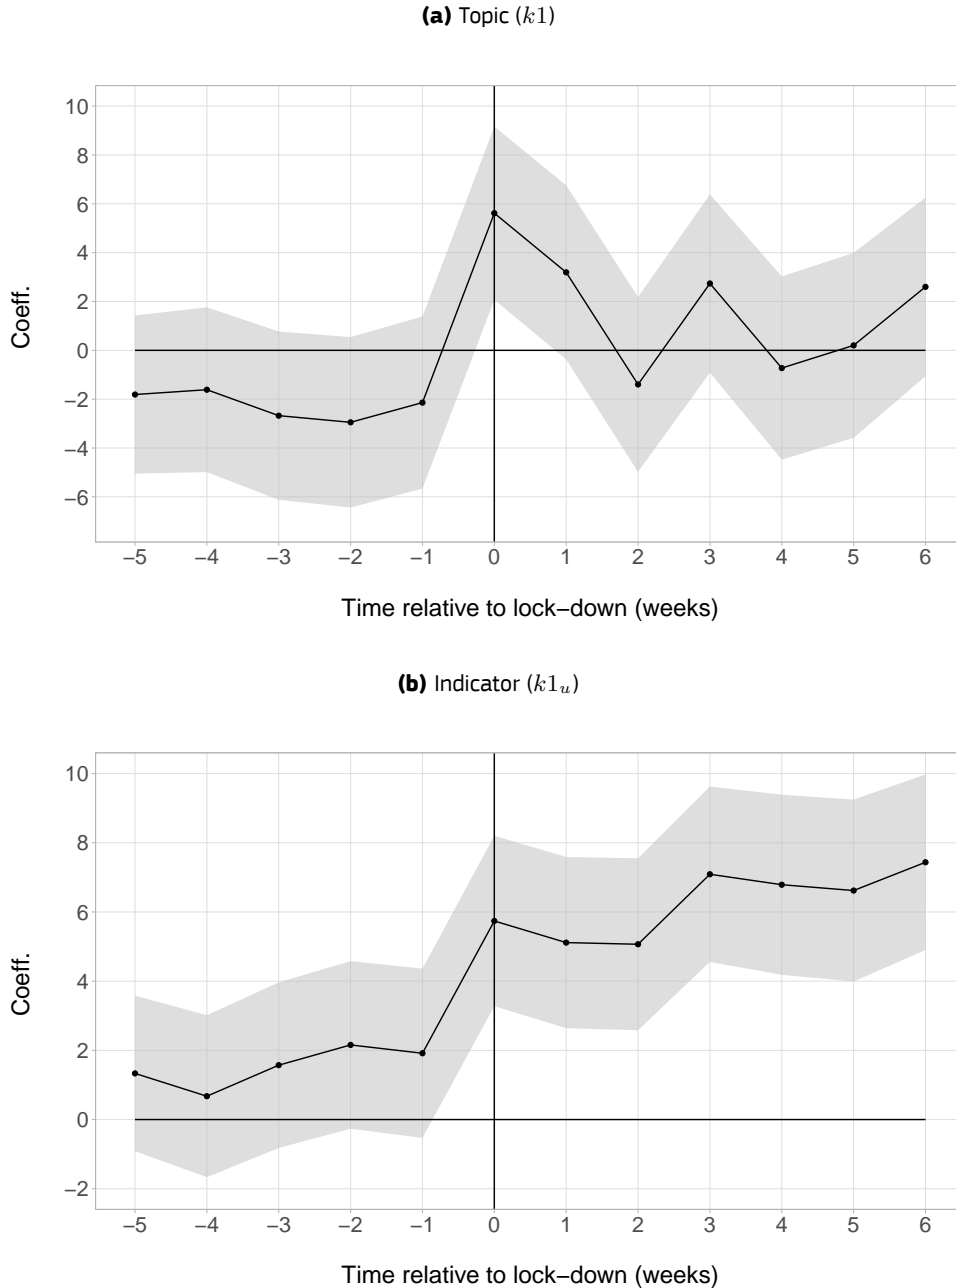 (a) Topic (k1)
10
8
6
4
2
0
−2
−4
−6
Coeff.
−5 −4 −3 −2 −1 0 1 2 3 4 5 6
Time relative to lock−down (weeks)
(b) Indicator (k1u)
10
8
6
4
2
0
−2
Coeff.
−5 −4 −3 −2 −1 0 1 2 3 4 5 6
Time relative to lock−down (weeks)